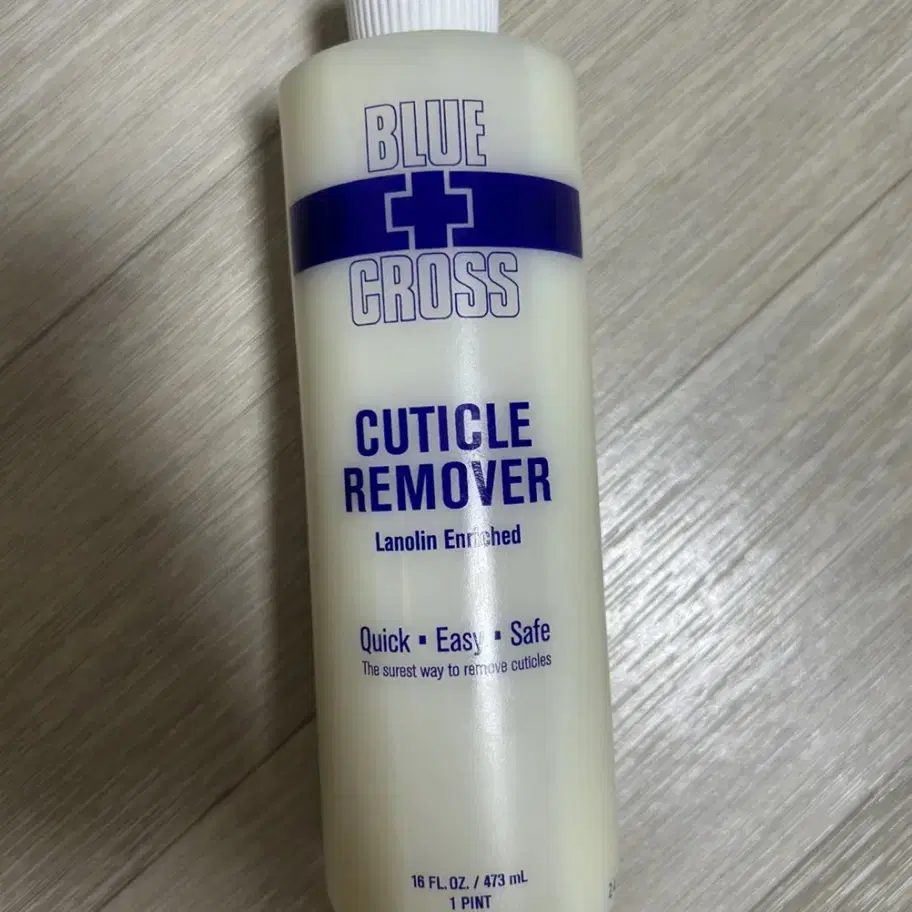 BLUE
CROSS
CUTICLE
REMOVER
Lanolin Enriched
Quick ▪ Easy ▪ Safe
The surest way to remove cuticles
16 FL. OZ. / 473 mL
1 PINT